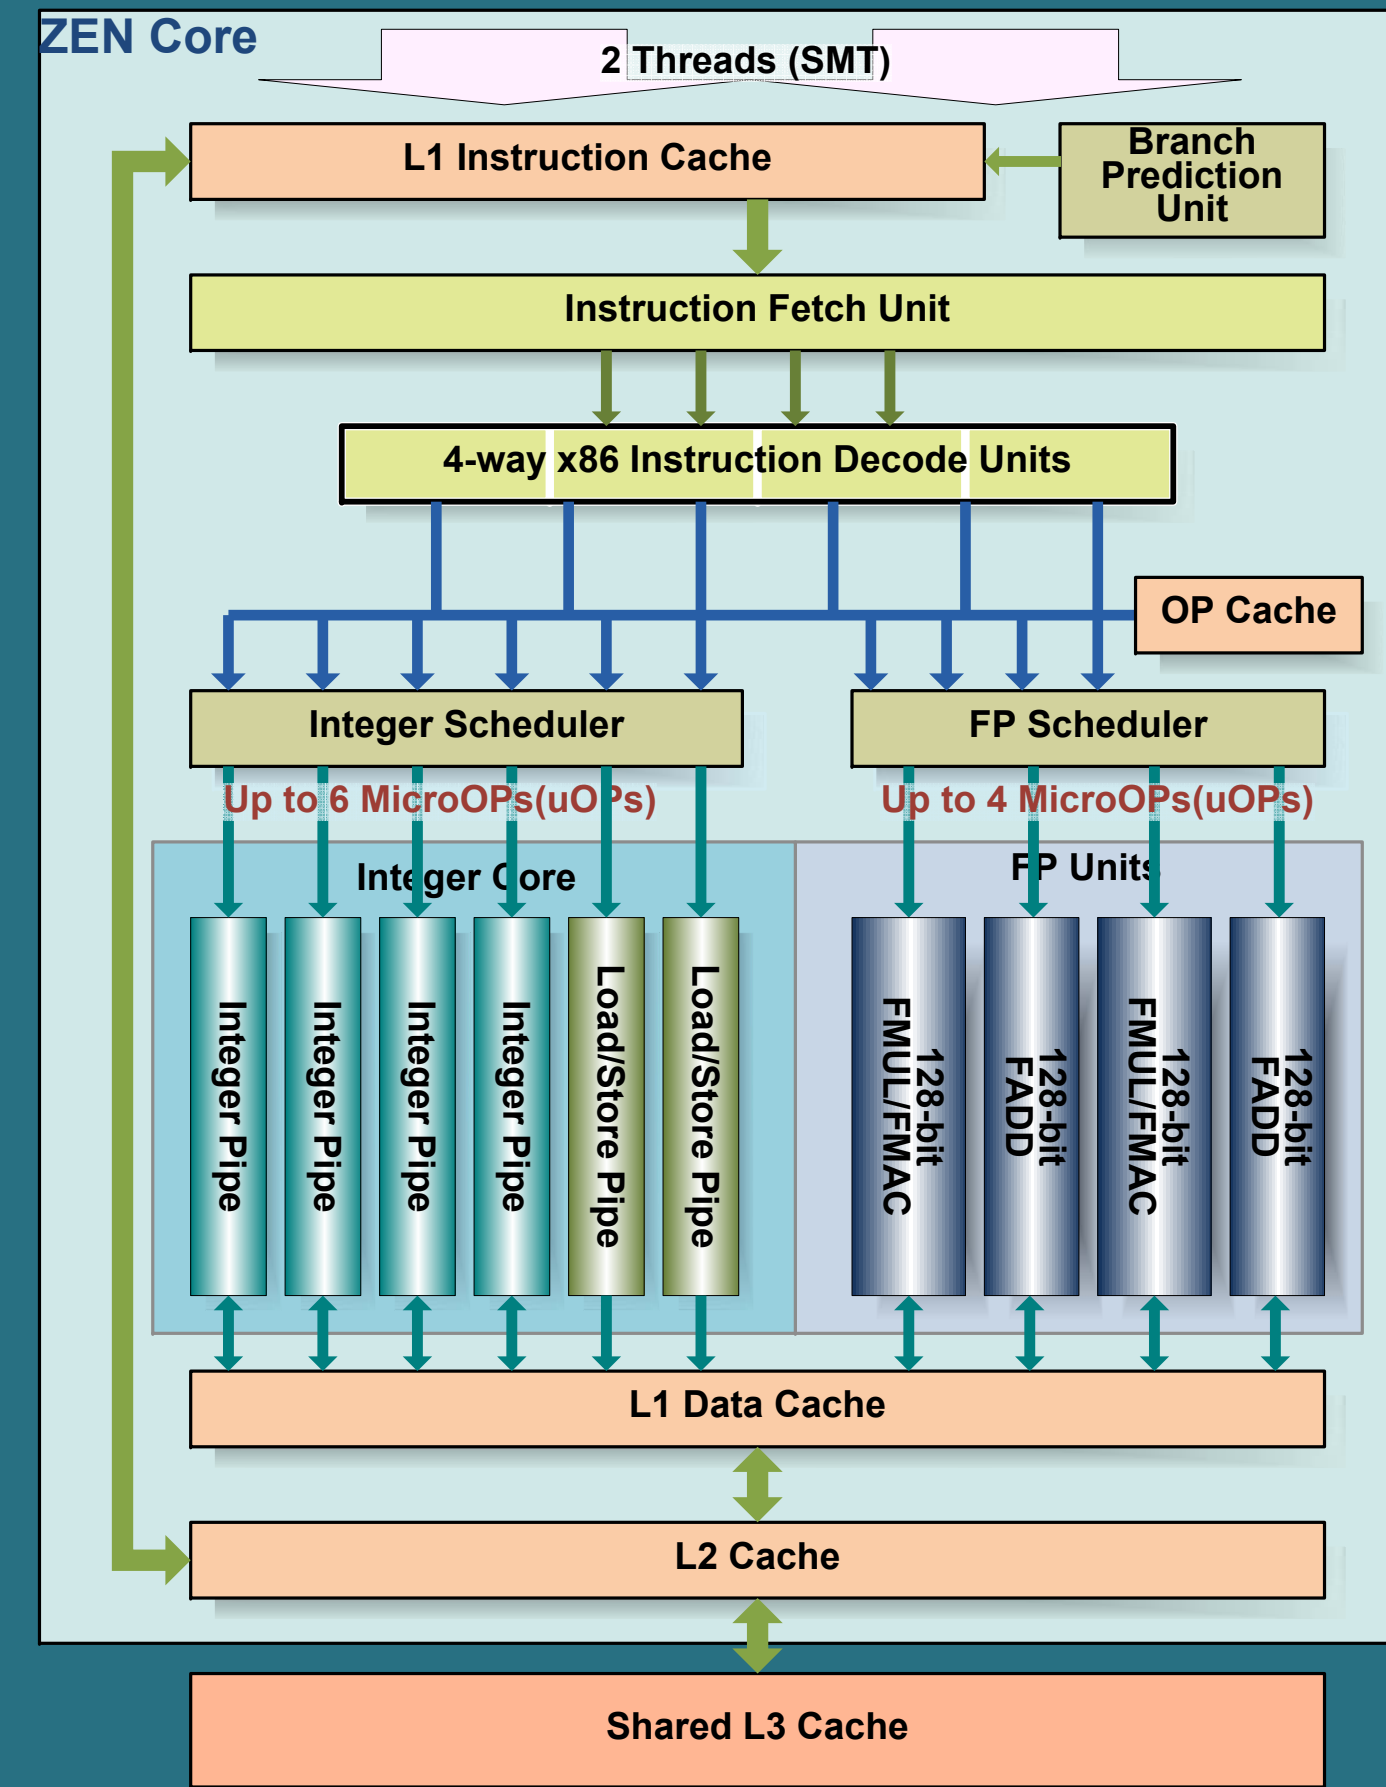 ZEN Core
2 Threads (SMT)
L1 Instruction Cache
Branch
Prediction
Unit
Instruction Fetch Unit
4-way x86 Instruction Decode Units
OP Cache
Integer Scheduler
FP Scheduler
Up to 6 MicroOPs(uOPs)
Up to 4 MicroOPs(uOPs)
Integer Core
FP Units
Integer Pipe
Integer Pipe
Integer Pipe
Integer Pipe
Load/Store Pipe
Load/Store Pipe
128-bit
FMUL/FMAC
128-bit
FADD
128-bit
FMUL/FMAC
128-bit
FADD
L1 Data Cache
L2 Cache
Shared L3 Cache